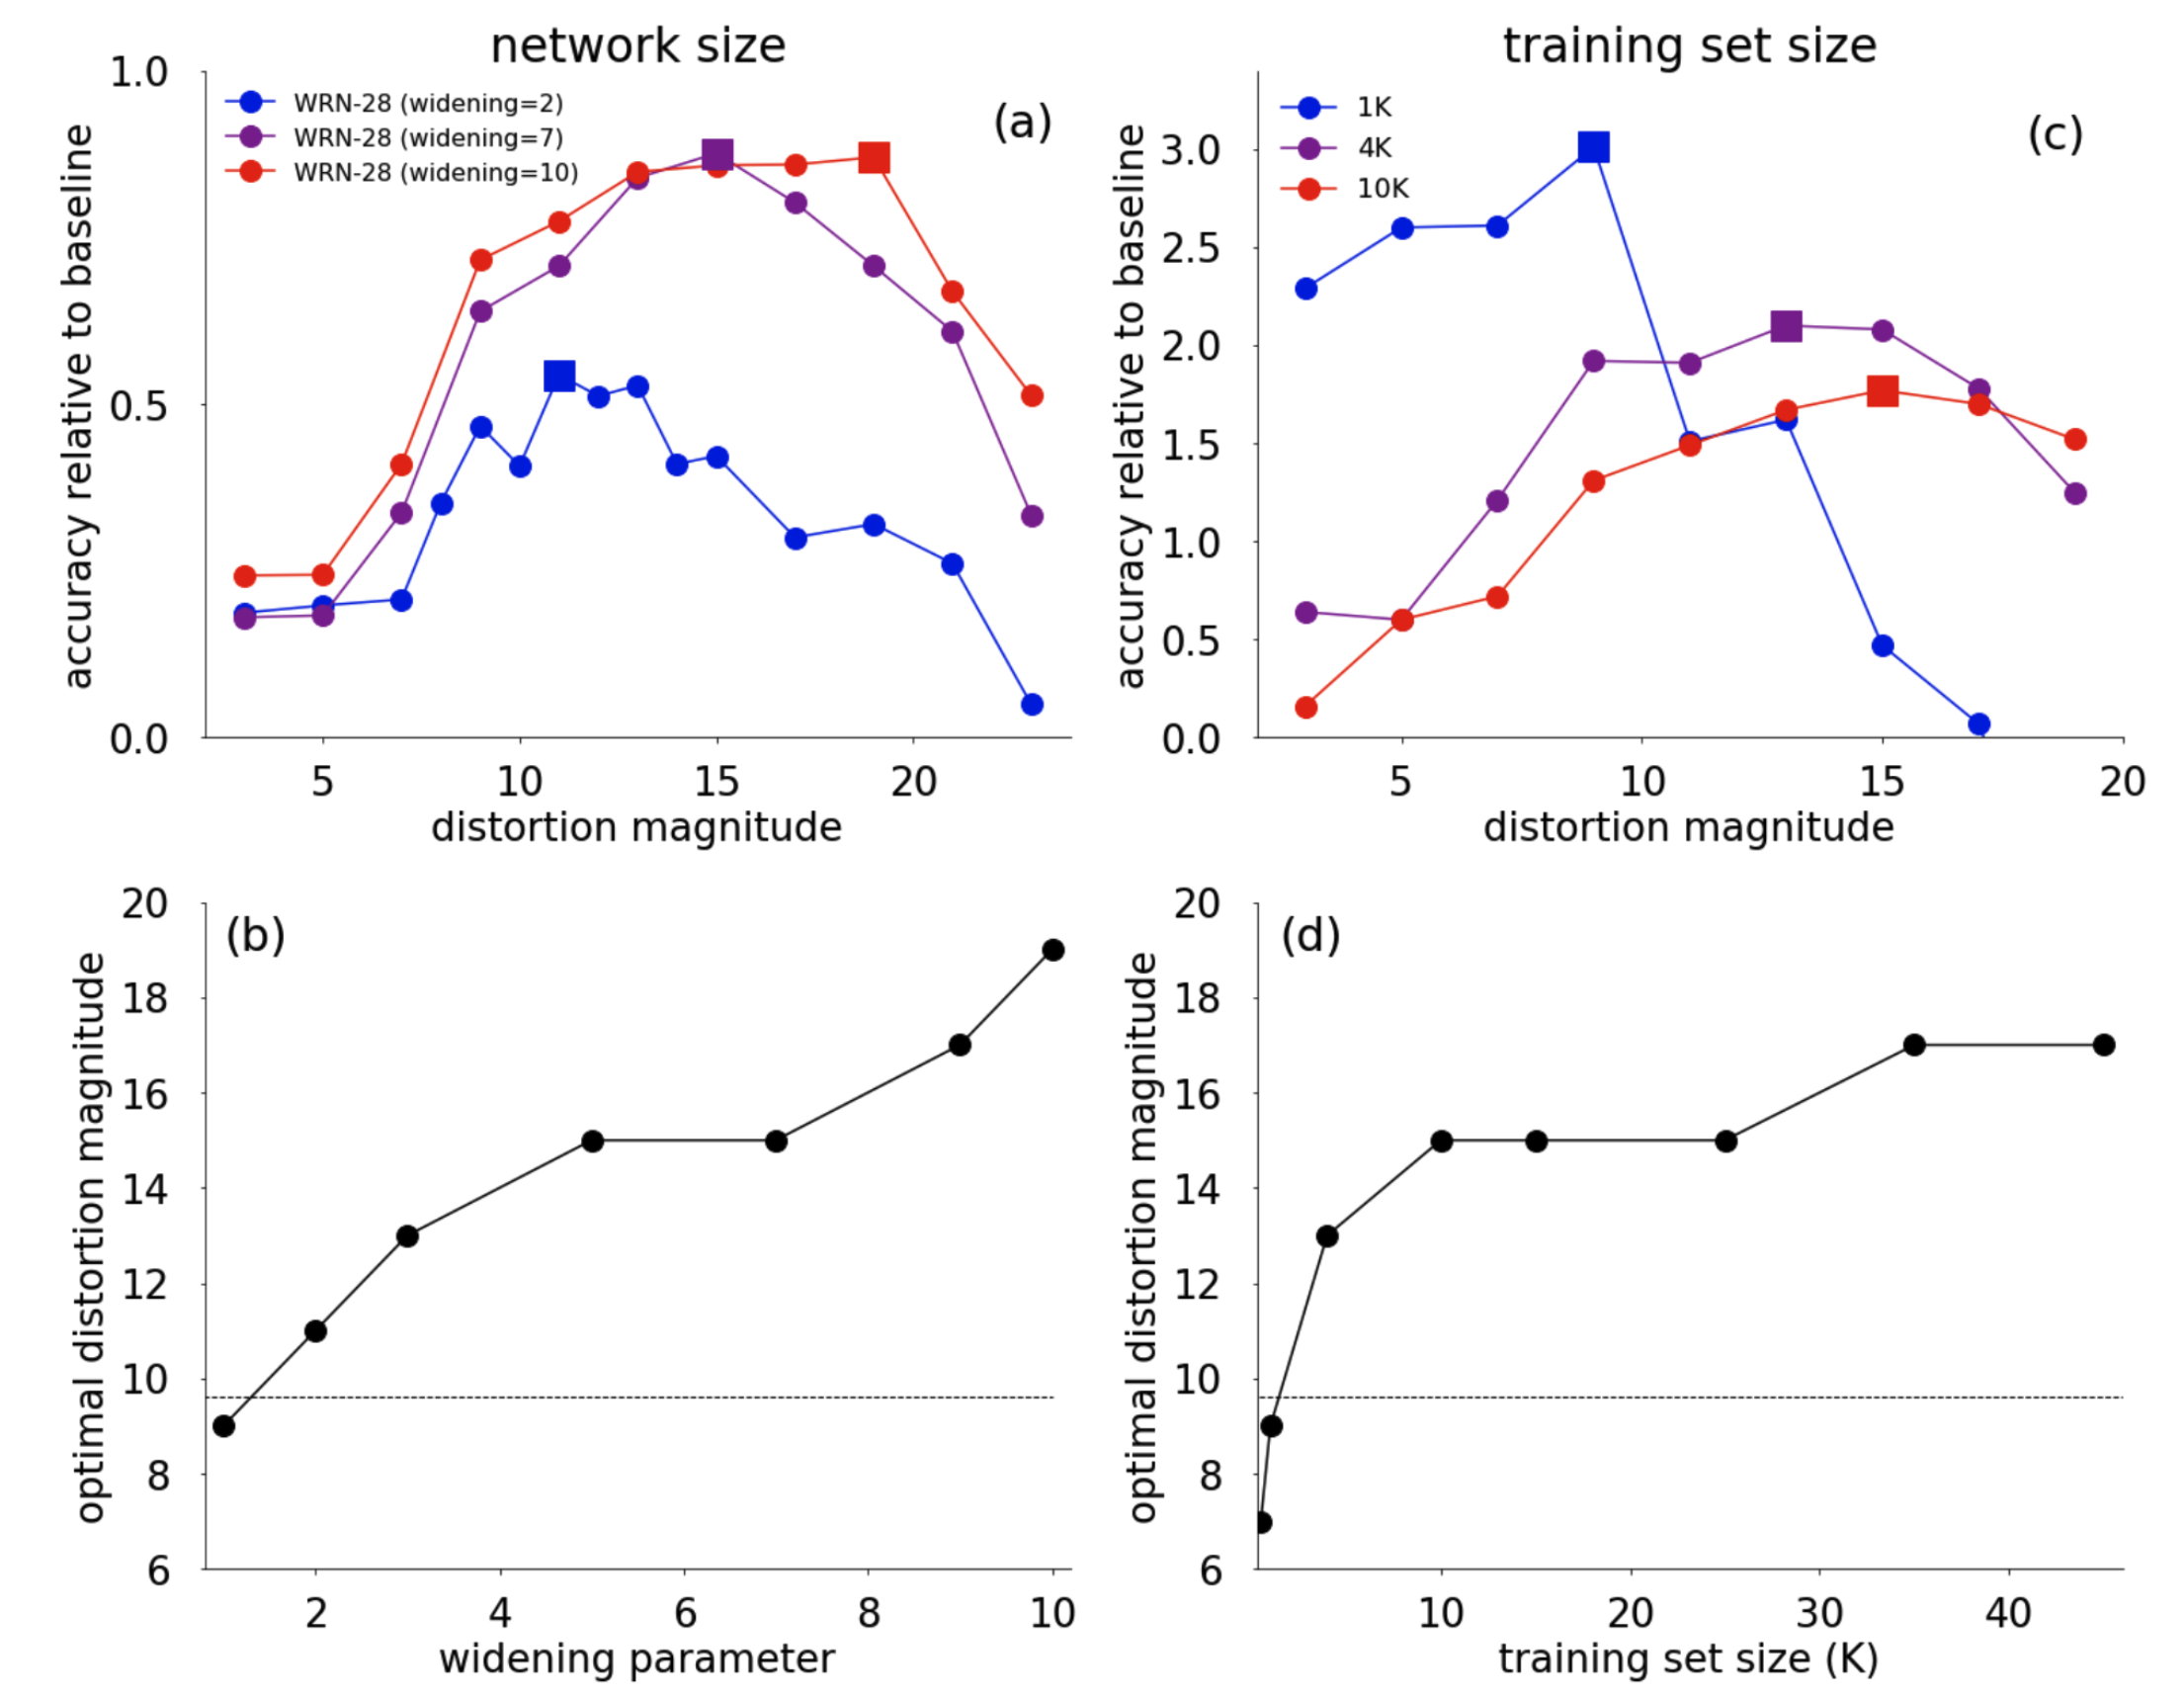 network size
1.0
0.5
0.0
accuracy relative to baseline
WRN-28 (widening=2)
WRN-28 (widening=7)
WRN-28 (widening=10)
(a)
5 10 15 20
distortion magnitude
training set size
3.0
2.5
2.0
1.5
1.0
0.5
0.0
accuracy relative to baseline
1K
4K
10K
(c)
5 10 15 20
distortion magnitude
20
18
16
14
12
10
8
6
optimal distortion magnitude
(b)
2 4 6 8 10
widening parameter
20
18
16
14
12
10
8
6
optimal distortion magnitude
(d)
10 20 30 40
training set size (K)